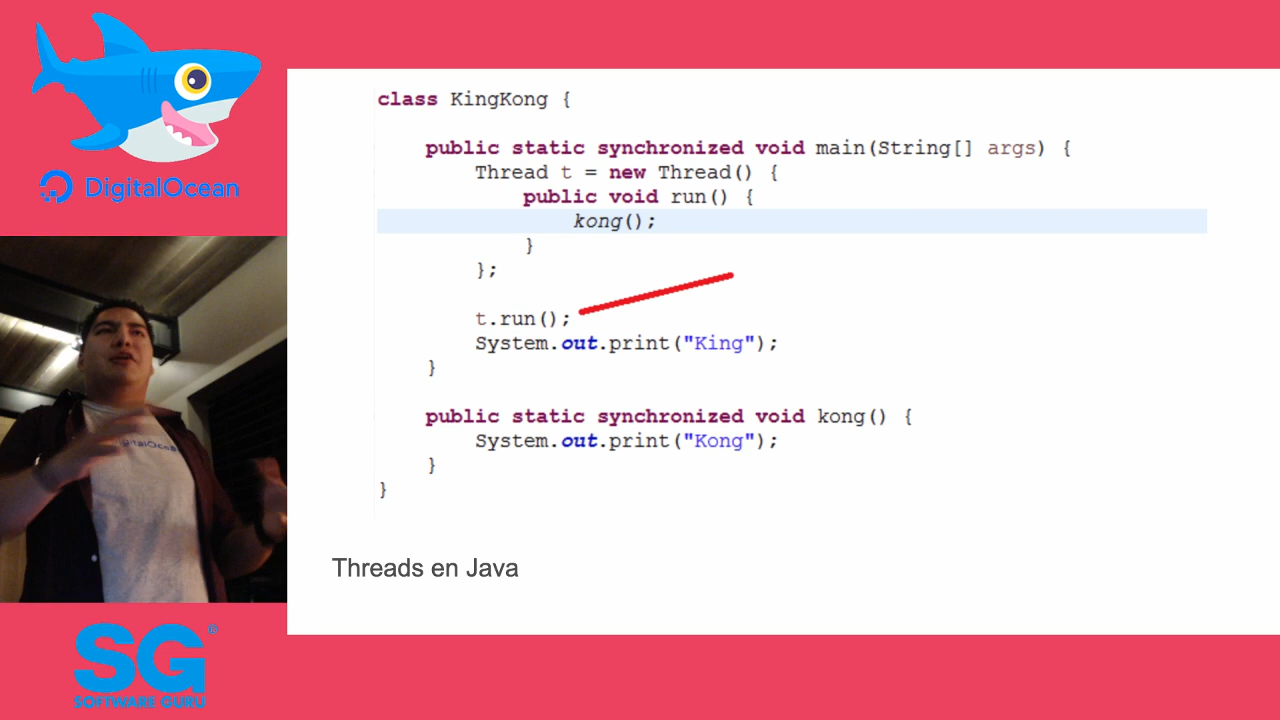 DigitalOcean
class KingKong {
public static synchronized void main(String[] args) {
Thread t = new Thread() {
public void run() {
kong();
}
};
t.run();
System.out.print("King");
}
public static synchronized void kong() {
System.out.print("Kong");
}
}
Threads en Java
DigitalOcean
SG®
SOFTWARE GURU